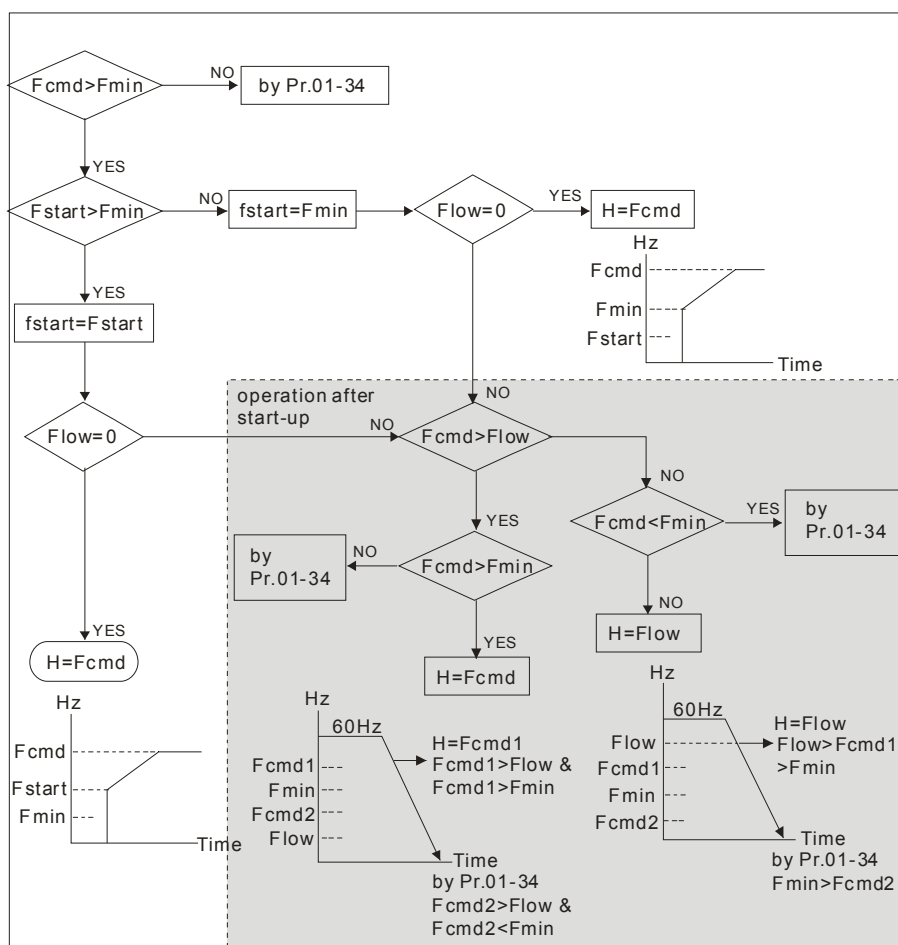 Fcmd>Fmin
NO
by Pr.01-34
YES
Fstart>Fmin
NO
fstart=Fmin
Flow=0
YES
H=Fcmd
Hz
Fcmd
Fmin
Fstart
Time
YES
fstart=Fstart
NO
operation after
start-up
Flow=0
NO
Fcmd>Flow
NO
YES
Fcmd<Fmin
YES
by
Pr.01-34
by
Pr.01-34
NO
Fcmd>Fmin
NO
H=Flow
YES
H=Fcmd
YES
H=Fcmd
Hz
Fcmd
Fstart
Fmin
Time
Hz
60Hz
Fcmd1
Fmin
Fcmd2
Flow
H=Fcmd1
Fcmd1>Flow &
Fcmd1>Fmin
Time
by Pr.01-34
Fcmd2>Flow &
Fcmd2<Fmin
Hz
60Hz
Flow
Fcmd1
Fmin
Fcmd2
H=Flow
Flow>Fcmd1
>Fmin
Time
by Pr.01-34
Fmin>Fcmd2